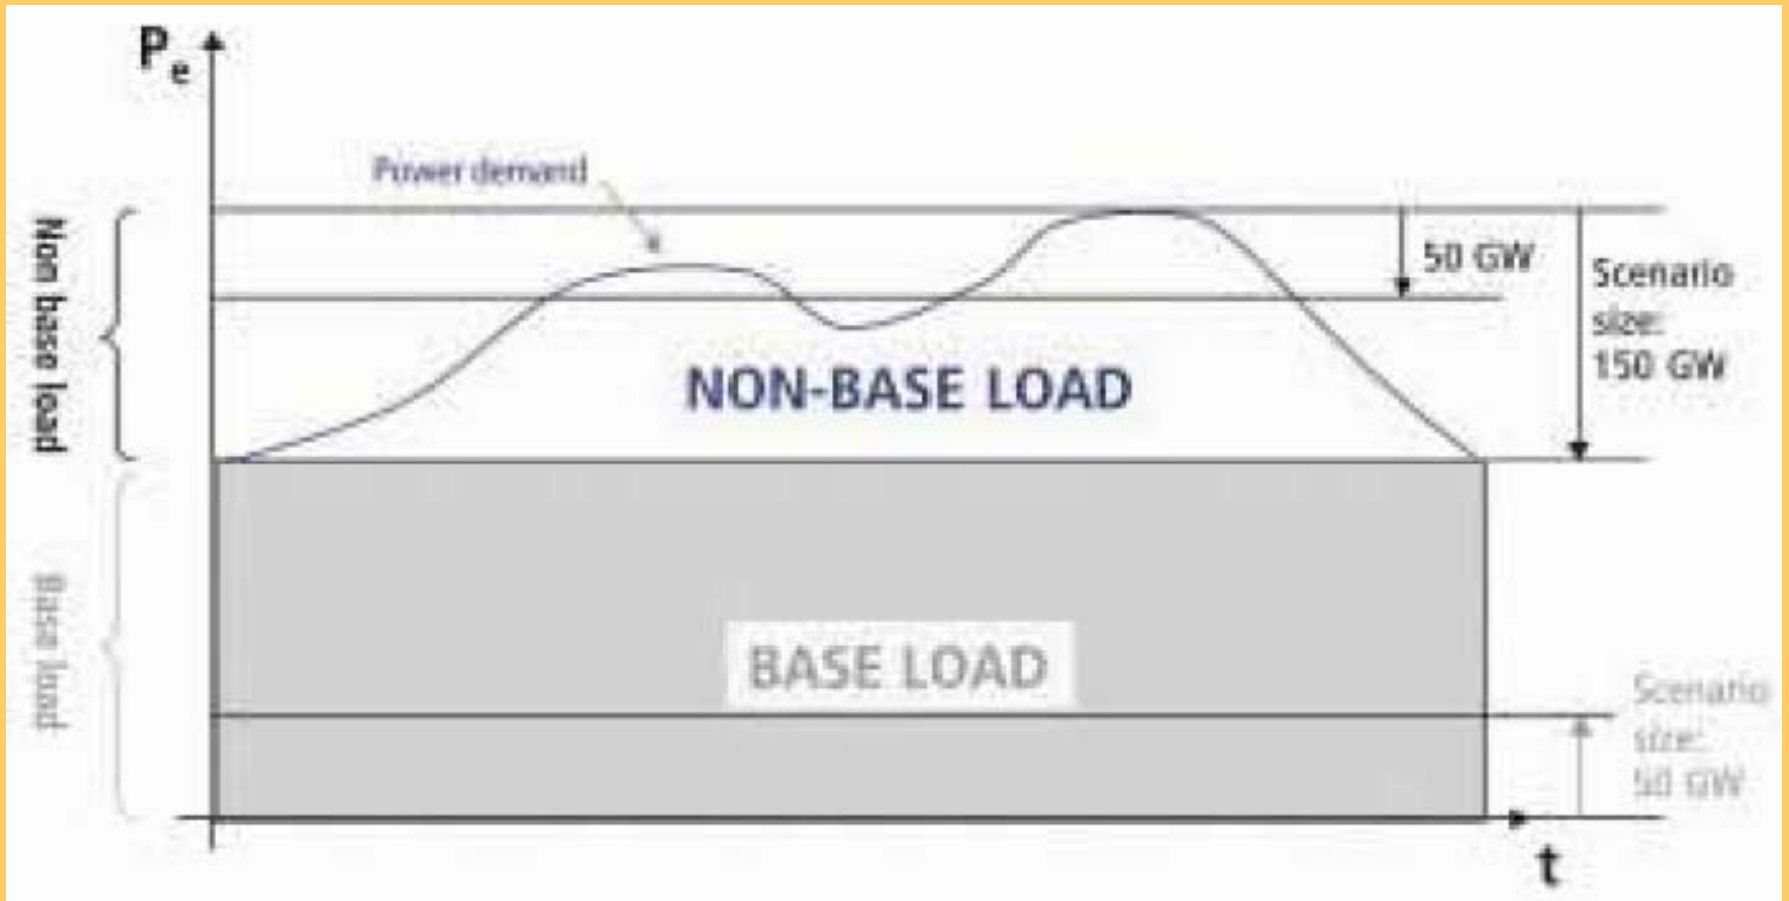 Pe
Power demand
Non base load
50 GW
Scenario
size:
150 GW
NON-BASE LOAD
Base load
BASE LOAD
Scenario
size:
50 GW
t